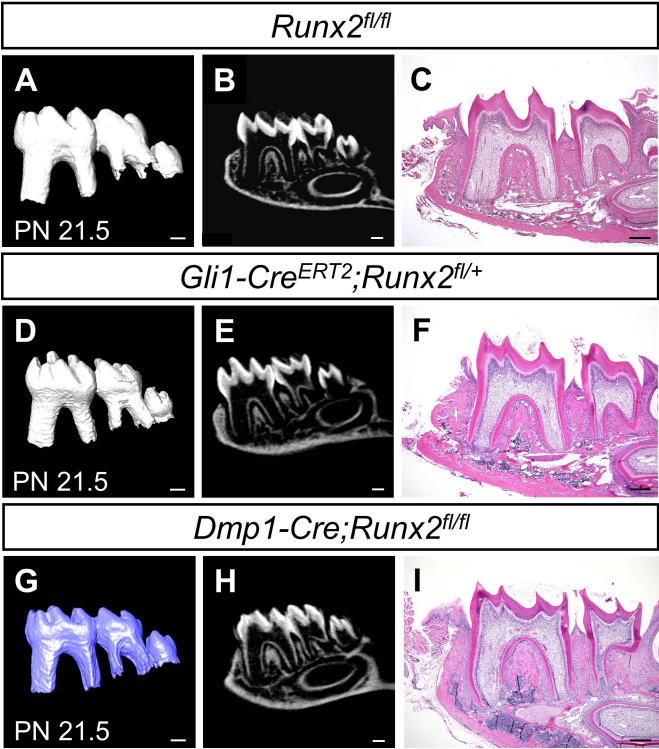 Runx2fl/fl
A B C
PN 21.5
Gli1-CreERT2;Runx2fl/+
D E F
PN 21.5
Dmp1-Cre;Runx2fl/fl
G H I
PN 21.5